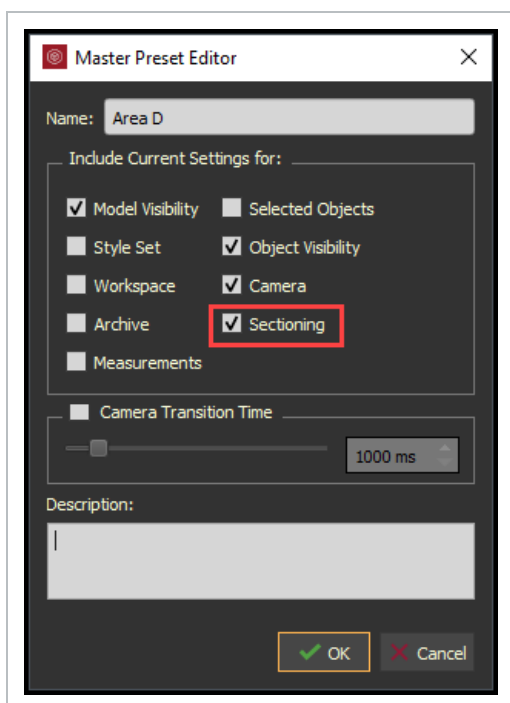 Master Preset Editor
Name: Area D
Include Current Settings for:
Model Visibility Selected Objects
Style Set Object Visibility
Workspace Camera
Archive Sectioning
Measurements
Camera Transition Time
1000 ms
Description:
OK Cancel